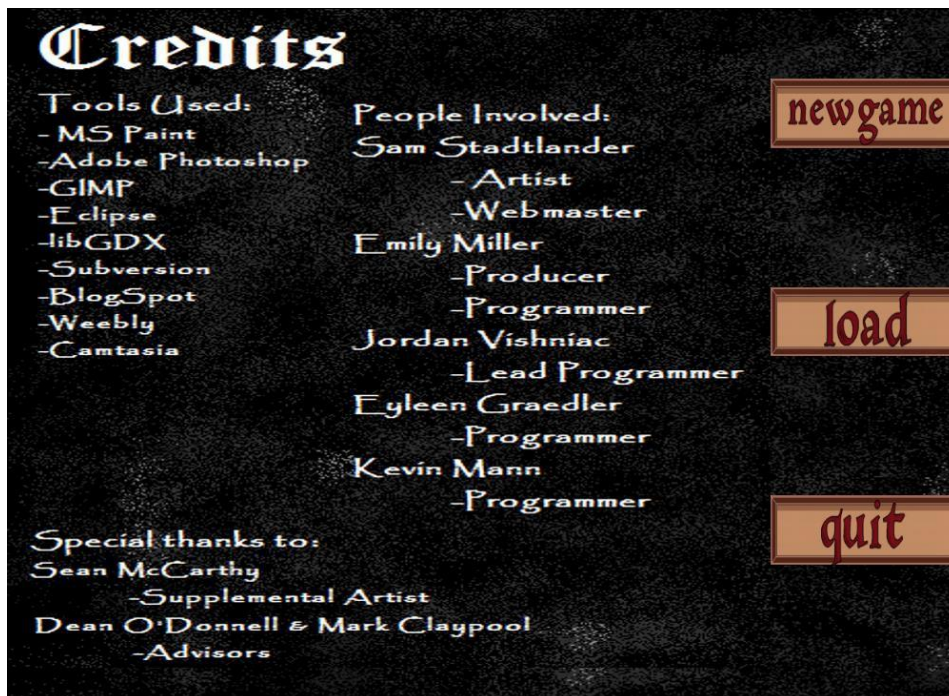 Credits
Tools Used:
- MS Paint
-Adobe Photoshop
-GIMP
-Eclipse
-libGDX
-Subversion
-BlogSpot
-Weebly
-Camtasia
People Involved:
Sam Stadtlander
- Artist
-Webmaster
Emily Miller
-Producer
-Programmer
Jordan Vishniac
-Lead Programmer
Eyleen Graedler
-Programmer
Kevin Mann
-Programmer
Special thanks to:
Sean McCarthy
-Supplemental Artist
Dean O'Donnell & Mark Claypool
-Advisors
newgame
load
quit